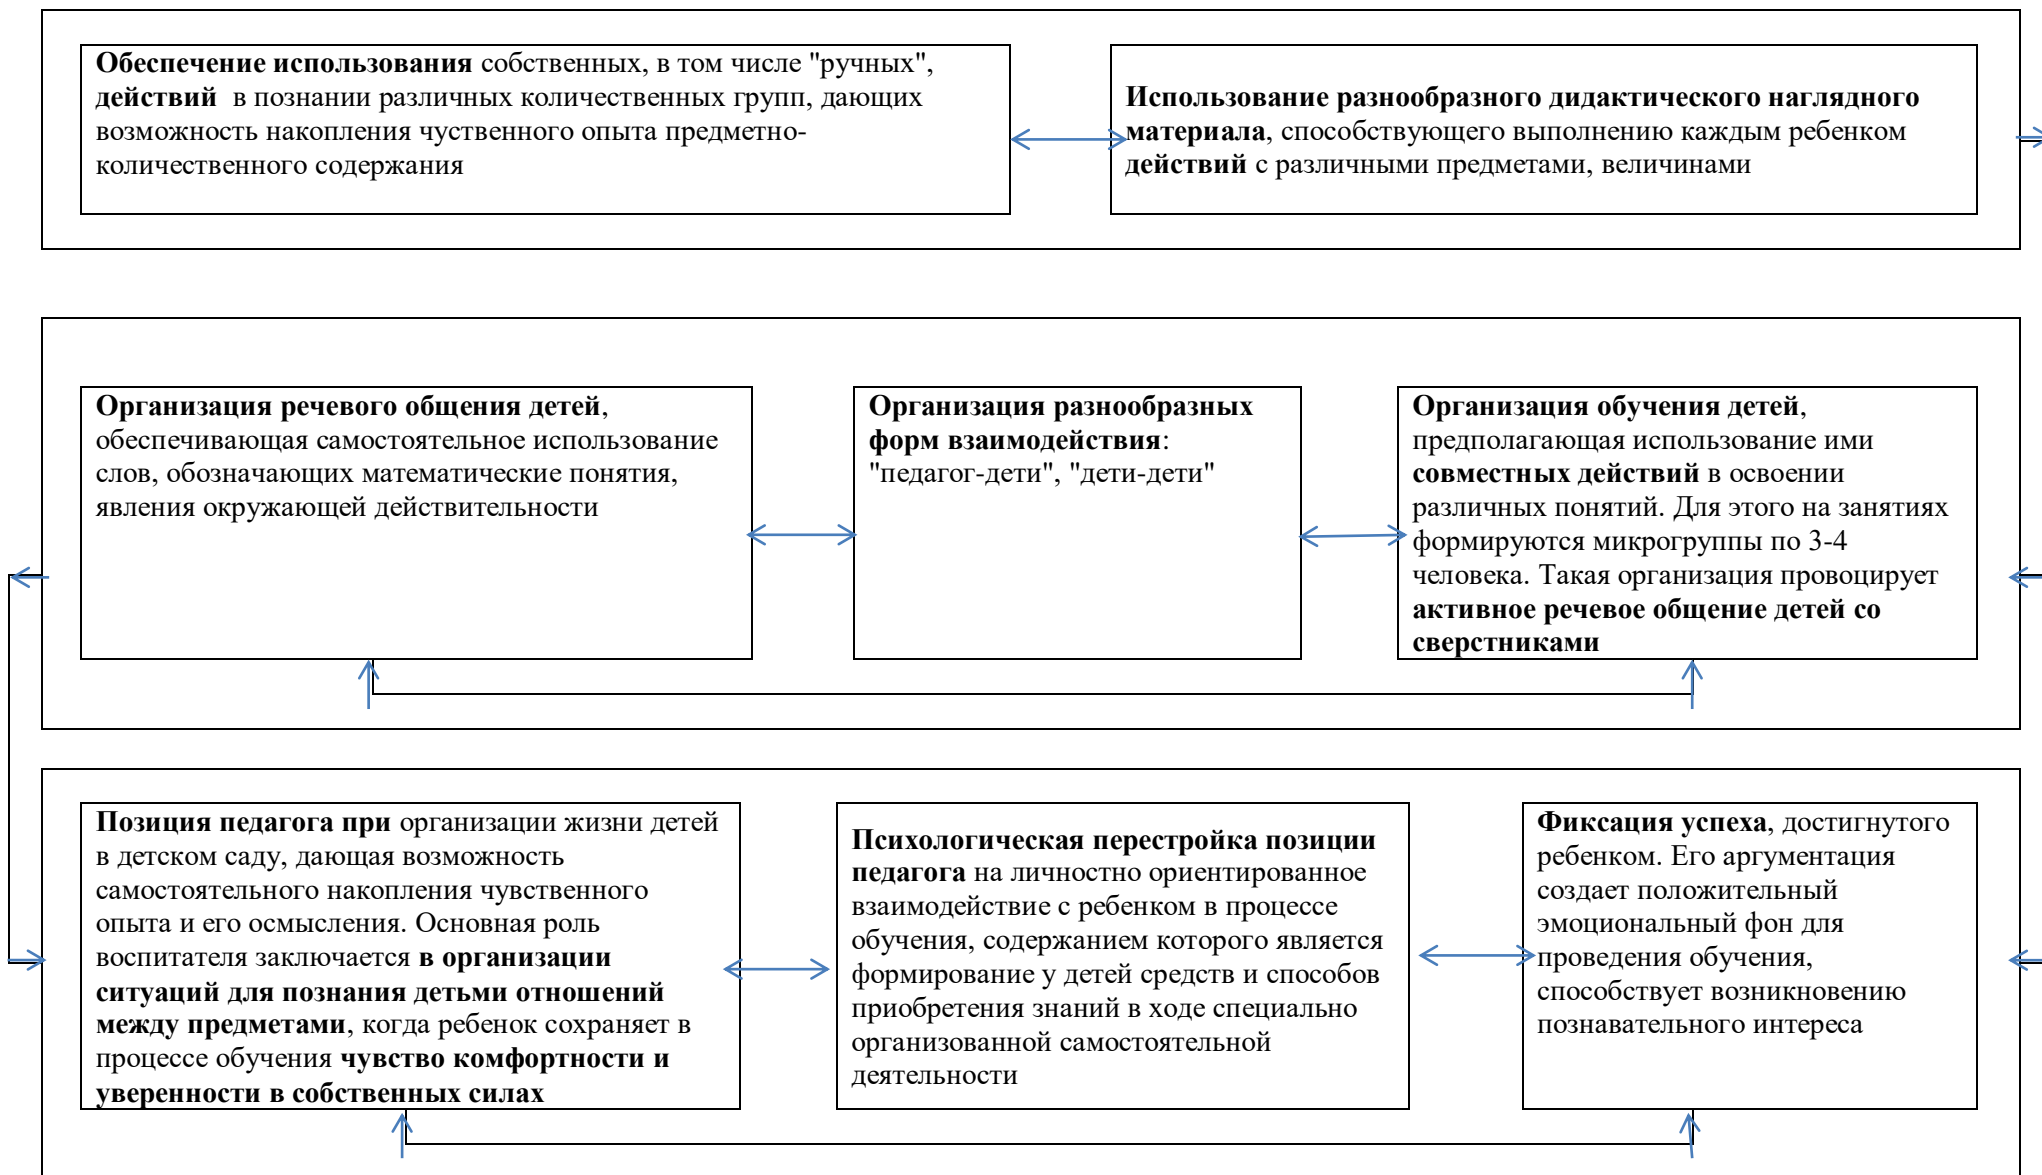 Обеспечение использования собственных, в том числе "ручных",
действий в познании различных количественных групп, дающих
возможность накопления чуственного опыта предметно-
количественного содержания
Использование разнообразного дидактического наглядного
материала, способствующего выполнению каждым ребенком
действий с различными предметами, величинами
Организация речевого общения детей,
обеспечивающая самостоятельное использование
слов, обозначающих математические понятия,
явления окружающей действительности
Организация разнообразных
форм взаимодействия:
"педагог-дети", "дети-дети"
Организация обучения детей,
предполагающая использование ими
совместных действий в освоении
различных понятий. Для этого на занятиях
формируются микрогруппы по 3-4
человека. Такая организация провоцирует
активное речевое общение детей со
сверстниками
Позиция педагога при организации жизни детей
в детском саду, дающая возможность
самостоятельного накопления чувственного
опыта и его осмысления. Основная роль
воспитателя заключается в организации
ситуаций для познания детьми отношений
между предметами, когда ребенок сохраняет в
процессе обучения чувство комфортности и
уверенности в собственных силах
Психологическая перестройка позиции
педагога на личностно ориентированное
взаимодействие с ребенком в процессе
обучения, содержанием которого является
формирование у детей средств и способов
приобретения знаний в ходе специально
организованной самостоятельной
деятельности
Фиксация успеха, достигнутого
ребенком. Его аргументация
создает положительный
эмоциональный фон для
проведения обучения,
способствует возникновению
познавательного интереса